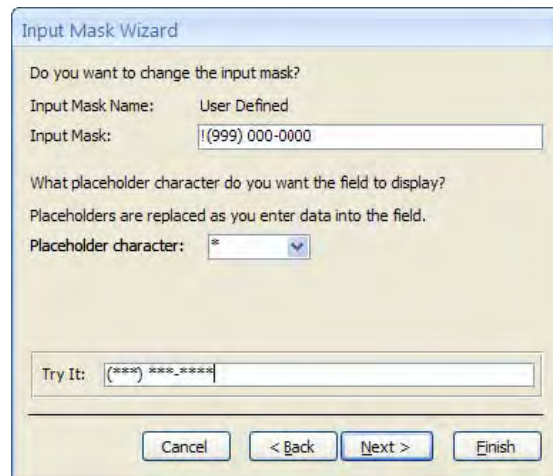 Input Mask Wizard
Do you want to change the input mask?
Input Mask Name: User Defined
Input Mask: !(999) 000-0000
What placeholder character do you want the field to display?
Placeholders are replaced as you enter data into the field.
Placeholder character: *
Try It: (***) ***-****
Cancel < Back Next > Finish